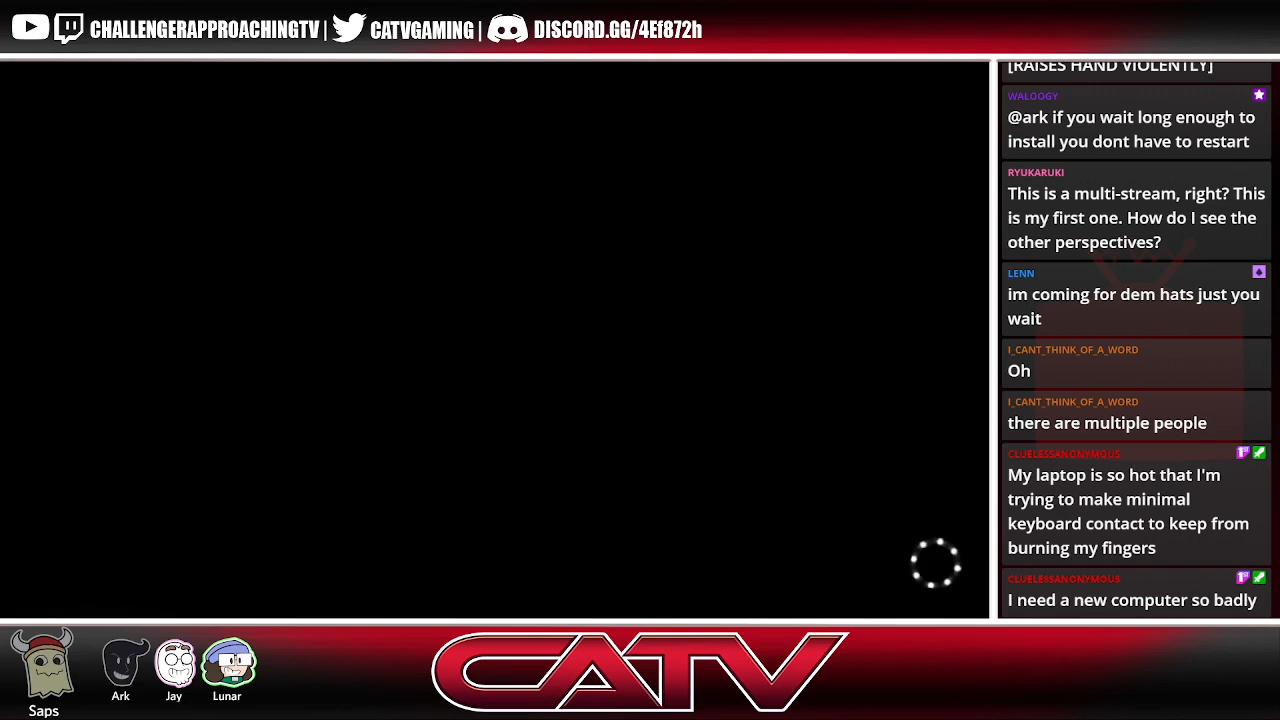 CHALLENGERAPPROACHINGTV | CATVGAMING | DISCORD.GG/4Ef872h
[RAISES HAND VIOLENTLY]
WALOOGY
@ark if you wait long enough to
install you dont have to restart
RYUKARUKI
This is a multi-stream, right? This
is my first one. How do I see the
other perspectives?
LENN
im coming for dem hats just you
wait
I_CANT_THINK_OF_A_WORD
Oh
I_CANT_THINK_OF_A_WORD
there are multiple people
CLUELESSANONYMOUS
My laptop is so hot that I'm
trying to make minimal
keyboard contact to keep from
burning my fingers
CLUELESSANONYMOUS
I need a new computer so badly
Saps
Ark
Jay
Lunar
CATV